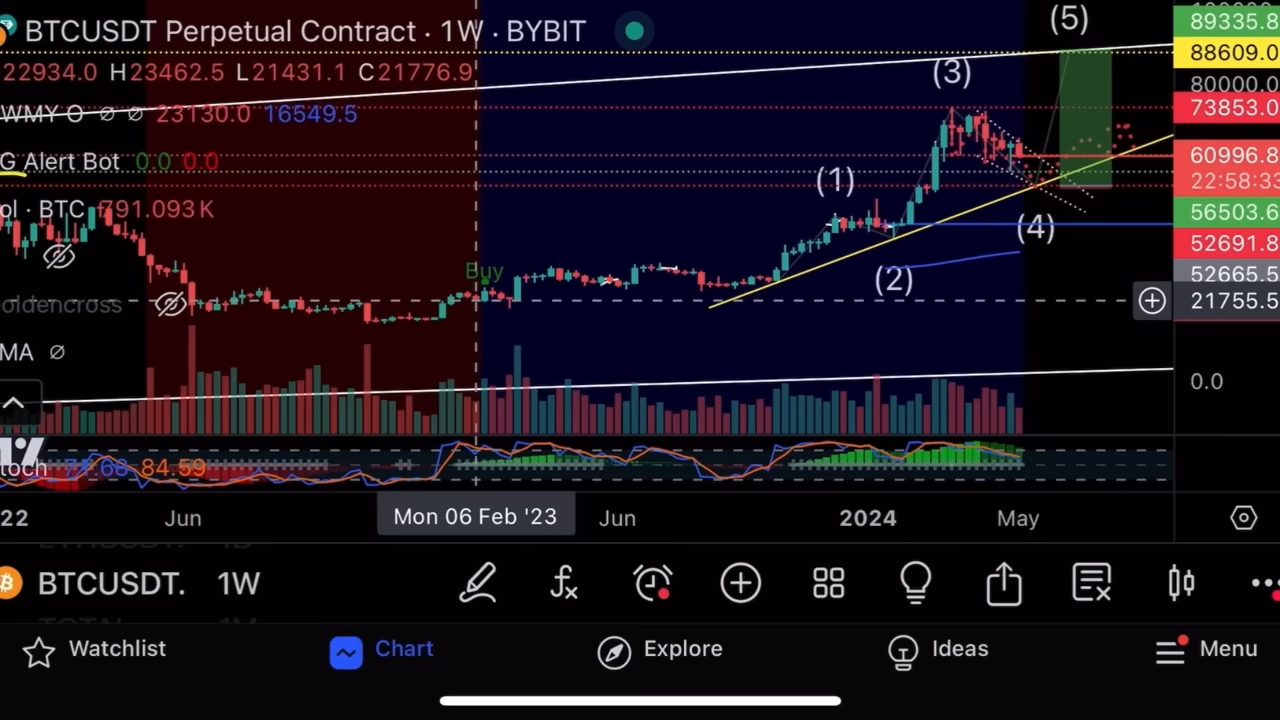 BTCUSDT Perpetual Contract · 1W · BYBIT
(5)
89335.8
88609.0
22934.0 H23462.5 L21431.1 C21776.9
(3)
80000.0
WMY O ∅ ∅ 23130.0 16549.5
73853.0
G Alert Bot 0.0 0.0
60996.8
(1)
22:58:33
ol · BTC 791.093K
56503.6
(4)
52691.8
Buy
(2)
52665.5
oldencross
21755.5
MA ∅
0.0
toch 84.59
22 Jun Mon 06 Feb '23 Jun 2024 May
BTCUSDT. 1W
Watchlist Chart Explore Ideas Menu